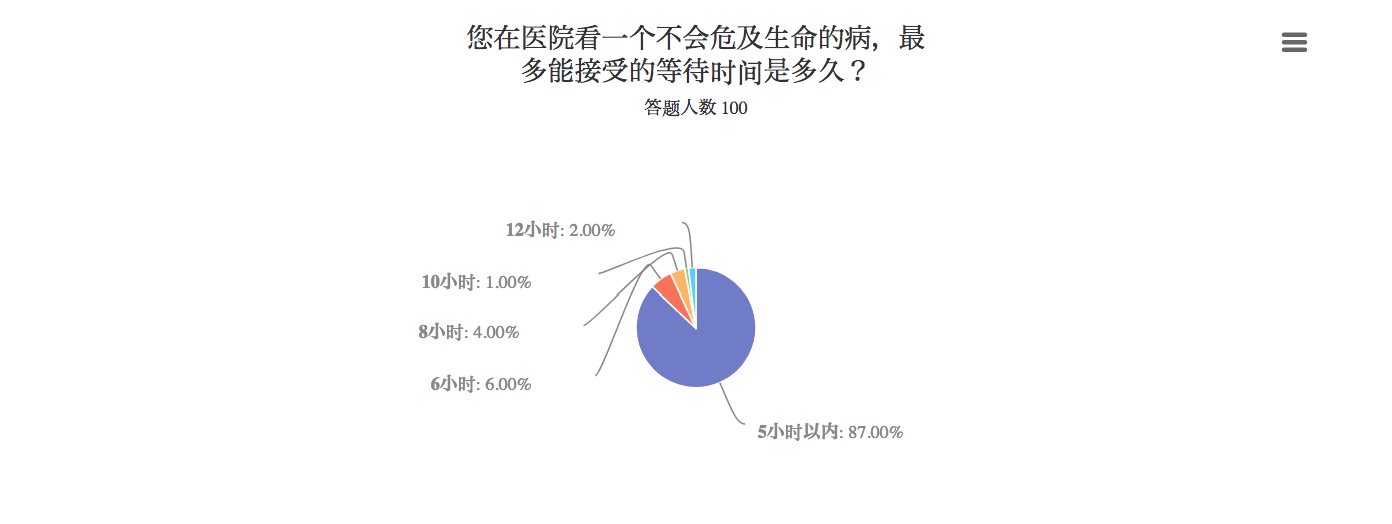 您在医院看一个不会危及生命的病，最
多能接受的等待时间是多久？
答题人数 100
12小时: 2.00%
10小时: 1.00%
8小时: 4.00%
6小时: 6.00%
5小时以内: 87.00%